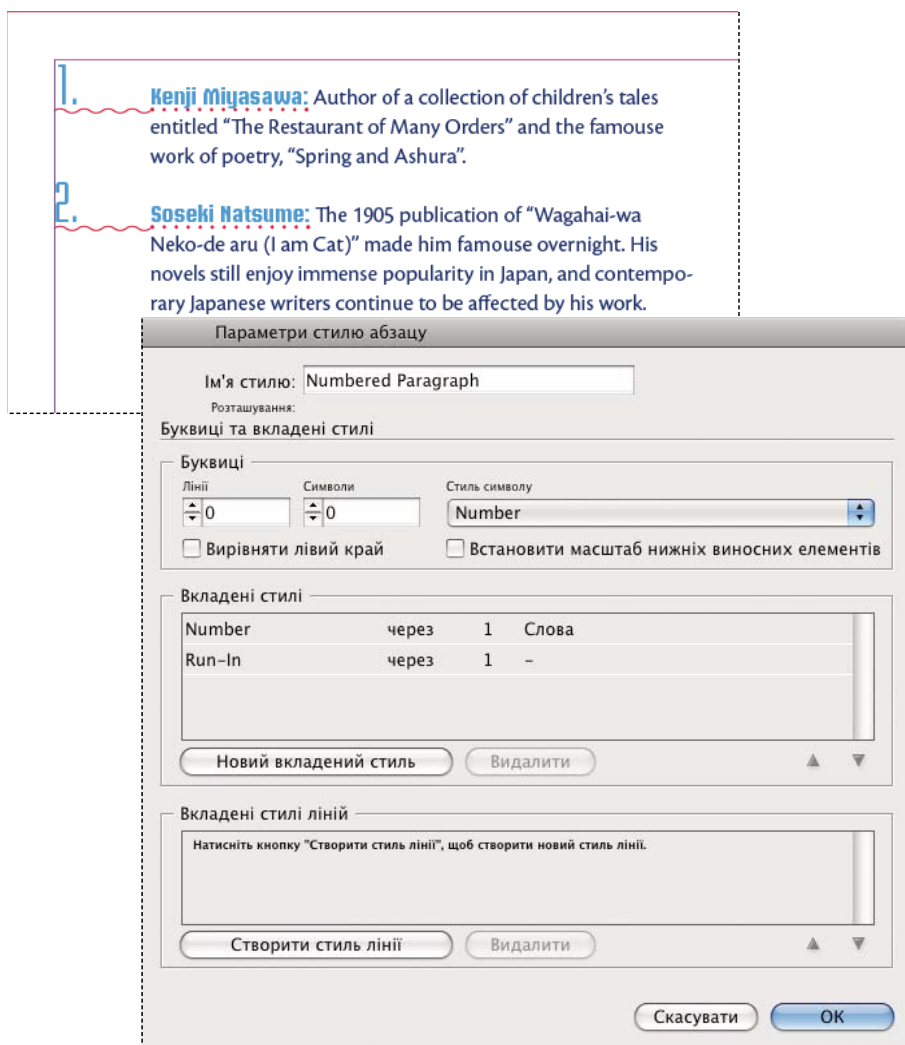 1.
Kenji Miyasawa: Author of a collection of children’s tales
entitled “The Restaurant of Many Orders” and the famouse
work of poetry, “Spring and Ashura”.
2.
Soseki Natsume: The 1905 publication of “Wagahai-wa
Neko-de aru (I am Cat)” made him famouse overnight. His
novels still enjoy immense popularity in Japan, and contempo-
rary Japanese writers continue to be affected by his work.
Параметри стилю абзацу
Ім'я стилю: Numbered Paragraph
Розташування:
Буквиці та вкладені стилі
Буквиці
Лінії Символи Стиль символу
0 0 Number
Вирівняти лівий край Встановити масштаб нижніх виносних елементів
Вкладені стилі
Number через 1 Слова
Run-In через 1 –
Новий вкладений стиль Видалити
Вкладені стилі ліній
Натисніть кнопку "Створити стиль лінії", щоб створити новий стиль лінії.
Створити стиль лінії Видалити
Скасувати OK